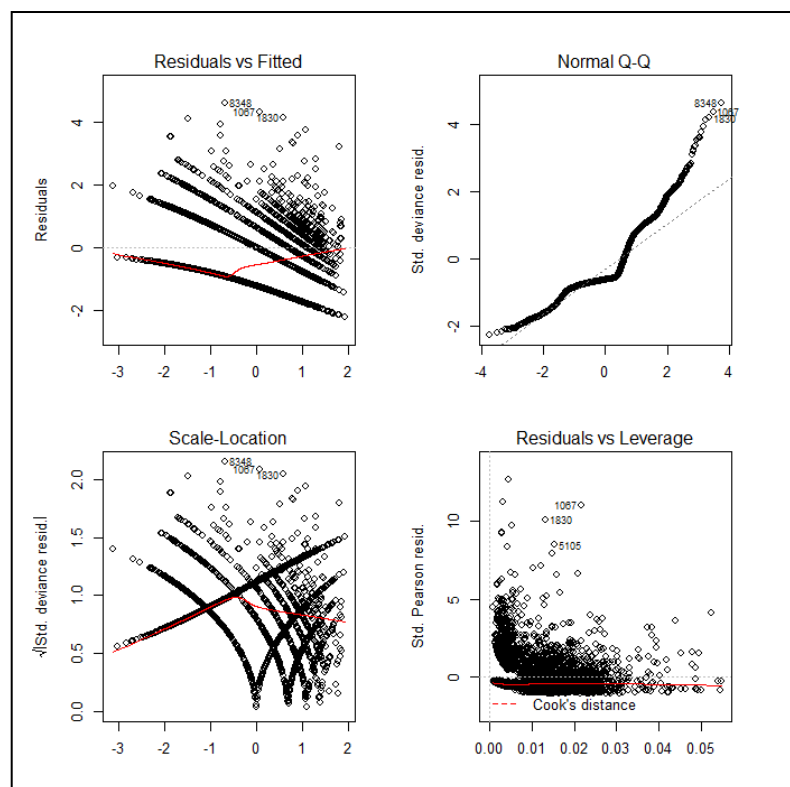 Residuals vs Fitted
Residuals
4
2
0
-2
8348
1067
1830
-3 -2 -1 0 1 2
Normal Q-Q
Std. deviance resid.
4
2
0
-2
8348 1067
1830
-4 -2 0 2 4
Scale-Location
√|Std. deviance resid.|
2.0
1.5
1.0
0.5
0.0
8348
1067
1830
-3 -2 -1 0 1 2
Residuals vs Leverage
Std. Pearson resid.
10
5
0
1067
1830
5105
Cook's distance
0.00 0.01 0.02 0.03 0.04 0.05